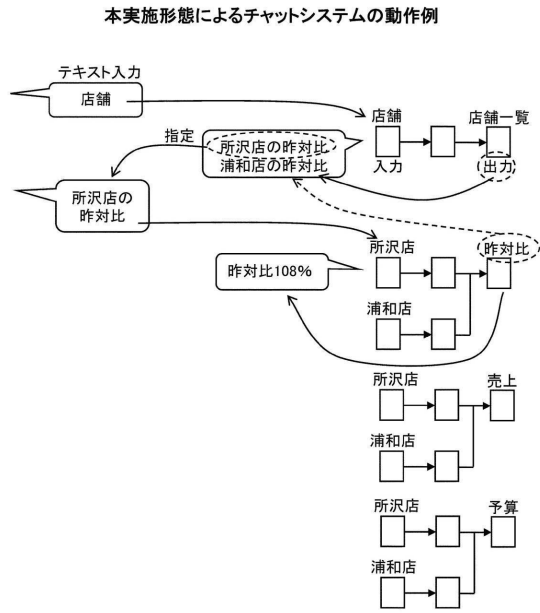 本実施形態によるチャットシステムの動作例
テキスト入力
店舗
指定
所沢店の昨対比
浦和店の昨対比
店舗
店舗一覧
入力
出力
所沢店の
昨対比
昨対比108%
所沢店
昨対比
浦和店
所沢店
売上
浦和店
所沢店
予算
浦和店